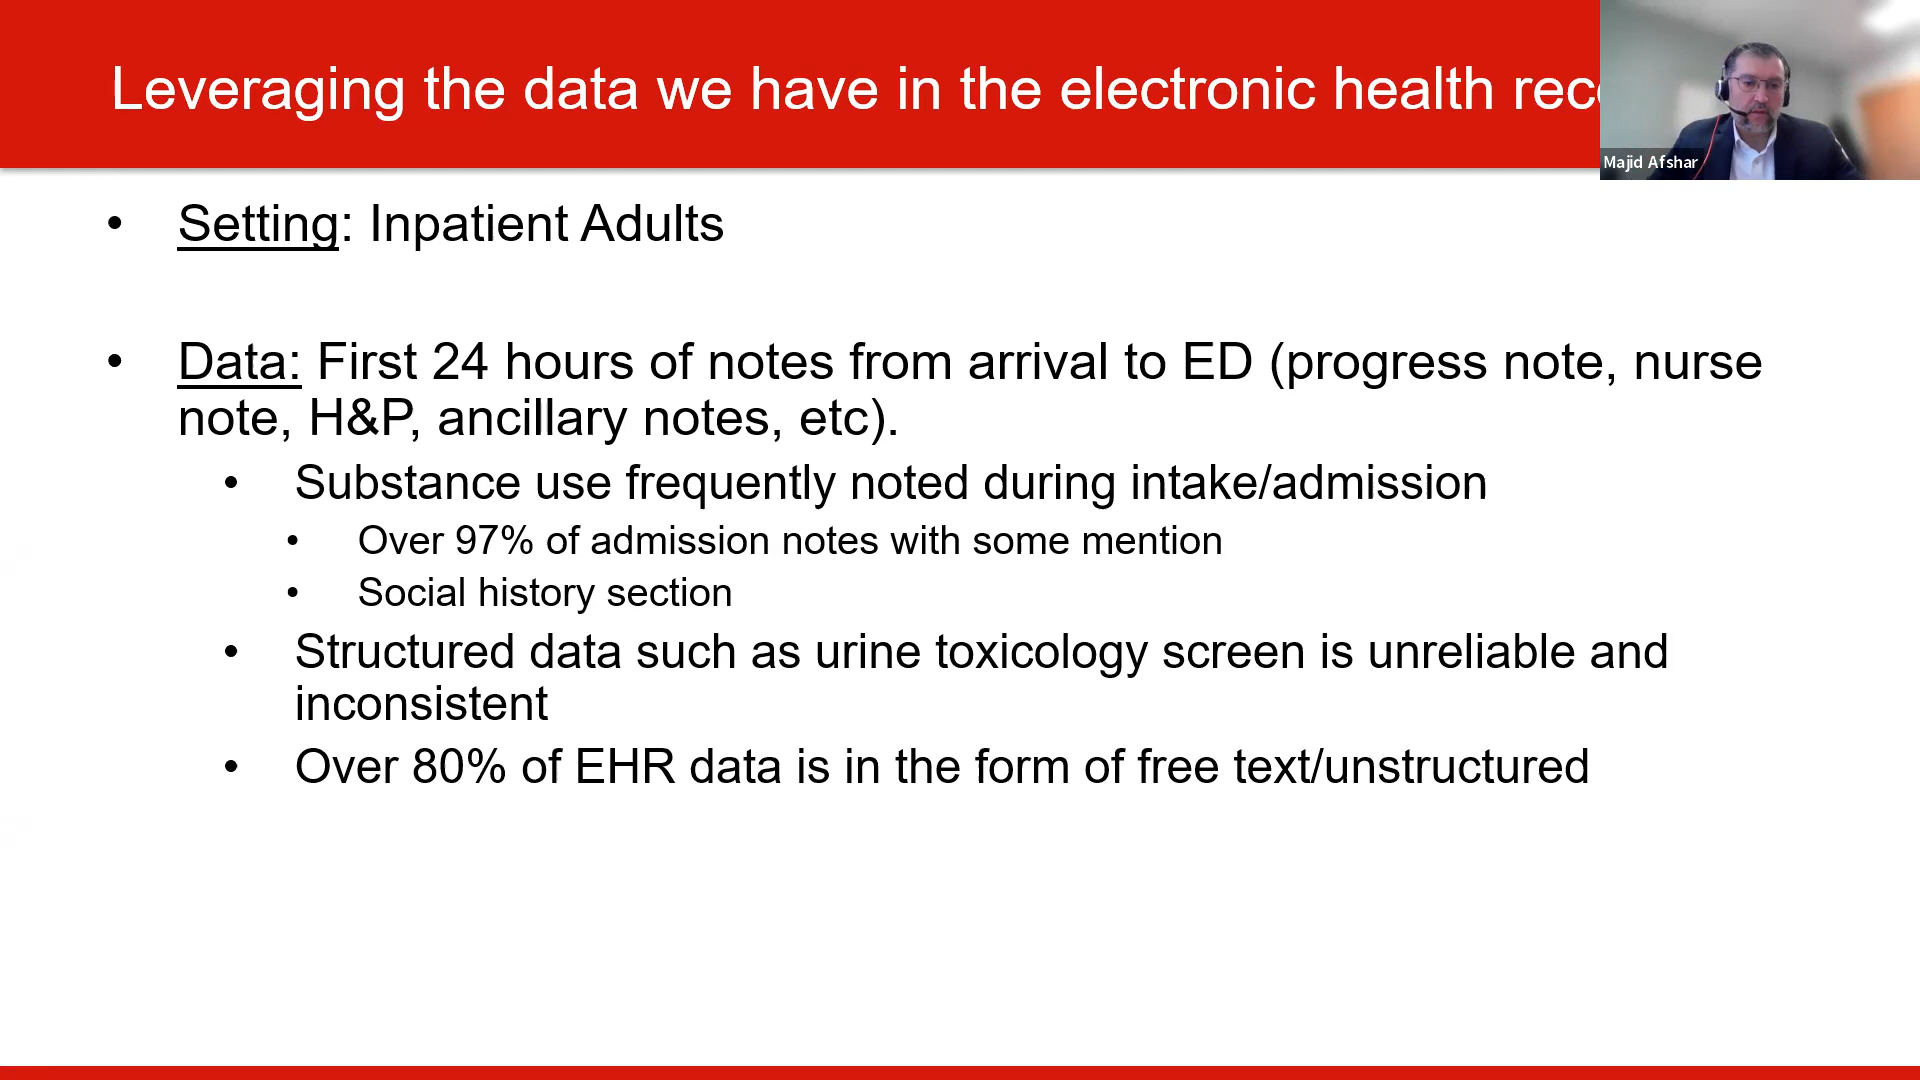 Leveraging the data we have in the electronic health
Majid Afshar
• Setting: Inpatient Adults
• Data: First 24 hours of notes from arrival to ED (progress note, nurse
note, H&P, ancillary notes, etc).
• Substance use frequently noted during intake/admission
• Over 97% of admission notes with some mention
• Social history section
• Structured data such as urine toxicology screen is unreliable and
inconsistent
• Over 80% of EHR data is in the form of free text/unstructured